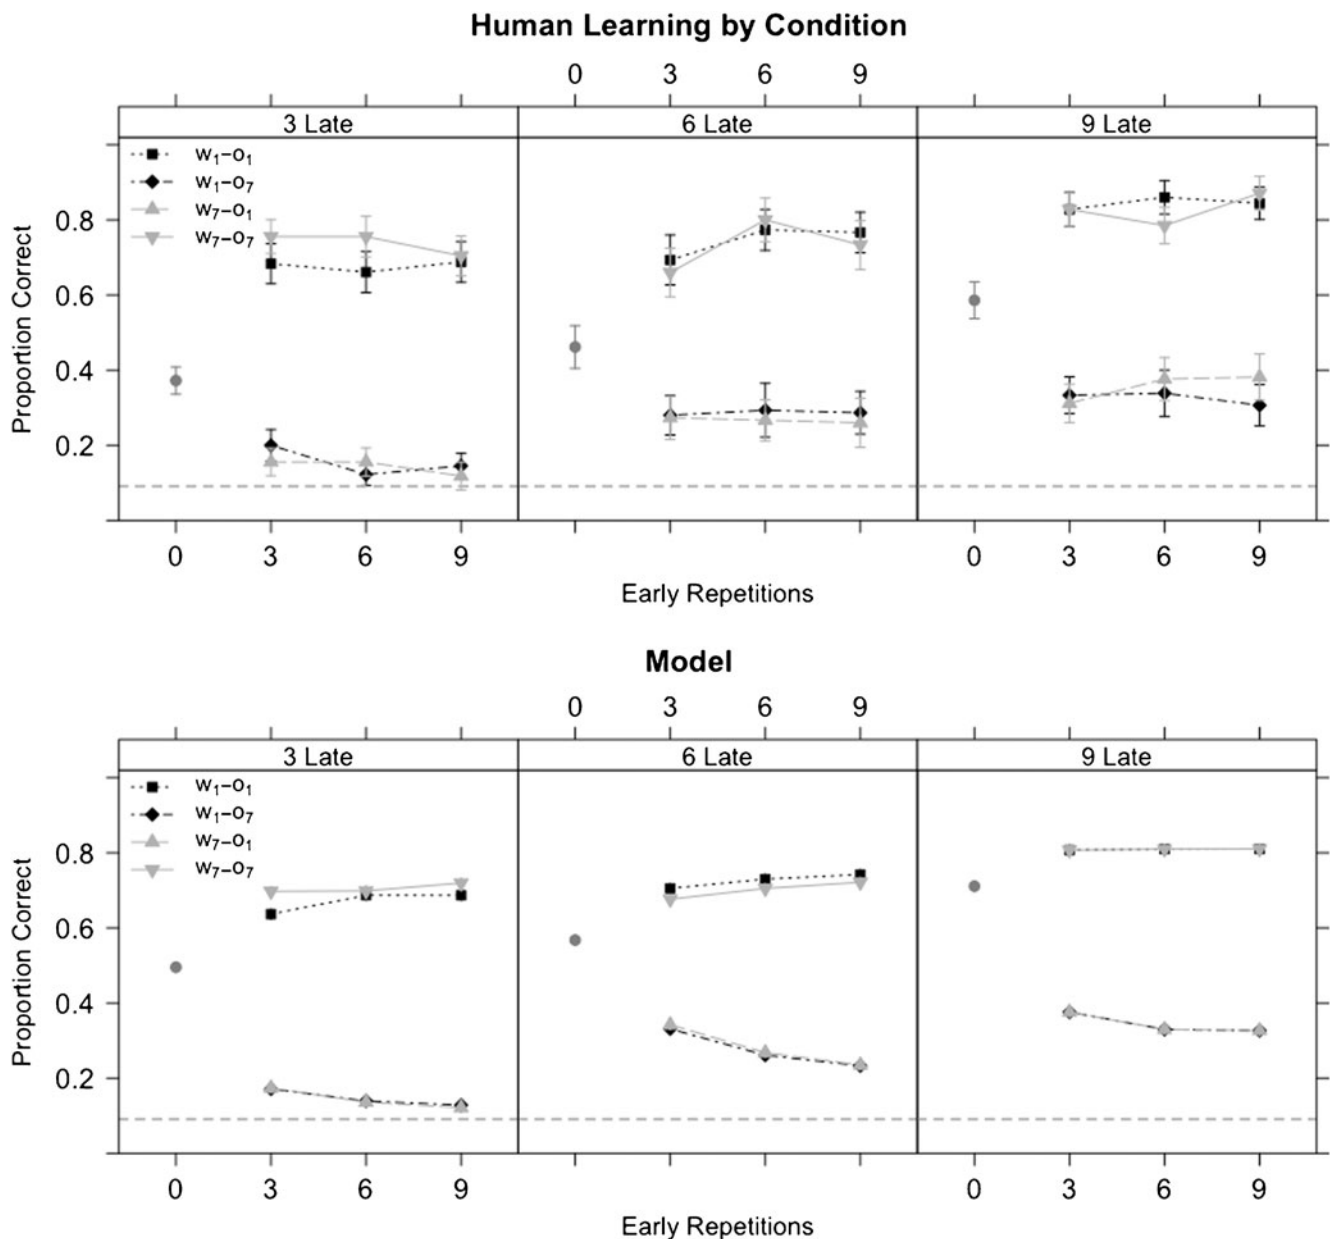 Human Learning by Condition
0 3 6 9
3 Late 6 Late 9 Late
w₁–o₁
w₁–o₇
w₇–o₁
w₇–o₇
0.8
0.6
0.4
0.2
Proportion Correct
0 3 6 9 0 3 6 9
Early Repetitions
Model
0 3 6 9
3 Late 6 Late 9 Late
w₁–o₁
w₁–o₇
w₇–o₁
w₇–o₇
0.8
0.6
0.4
0.2
Proportion Correct
0 3 6 9 0 3 6 9
Early Repetitions